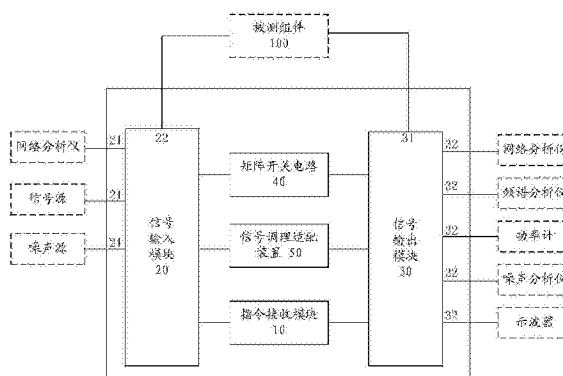 被测组件
100
网络分析仪
信号源
噪声源
21
21
21
22
信号
输入
模块
20
矩阵开关电路
40
信号调理适配
装置 50
指令接收模块
10
31
信号
输出
模块
30
32
32
32
32
32
网络分析仪
频谱分析仪
功率计
噪声分析仪
示波器